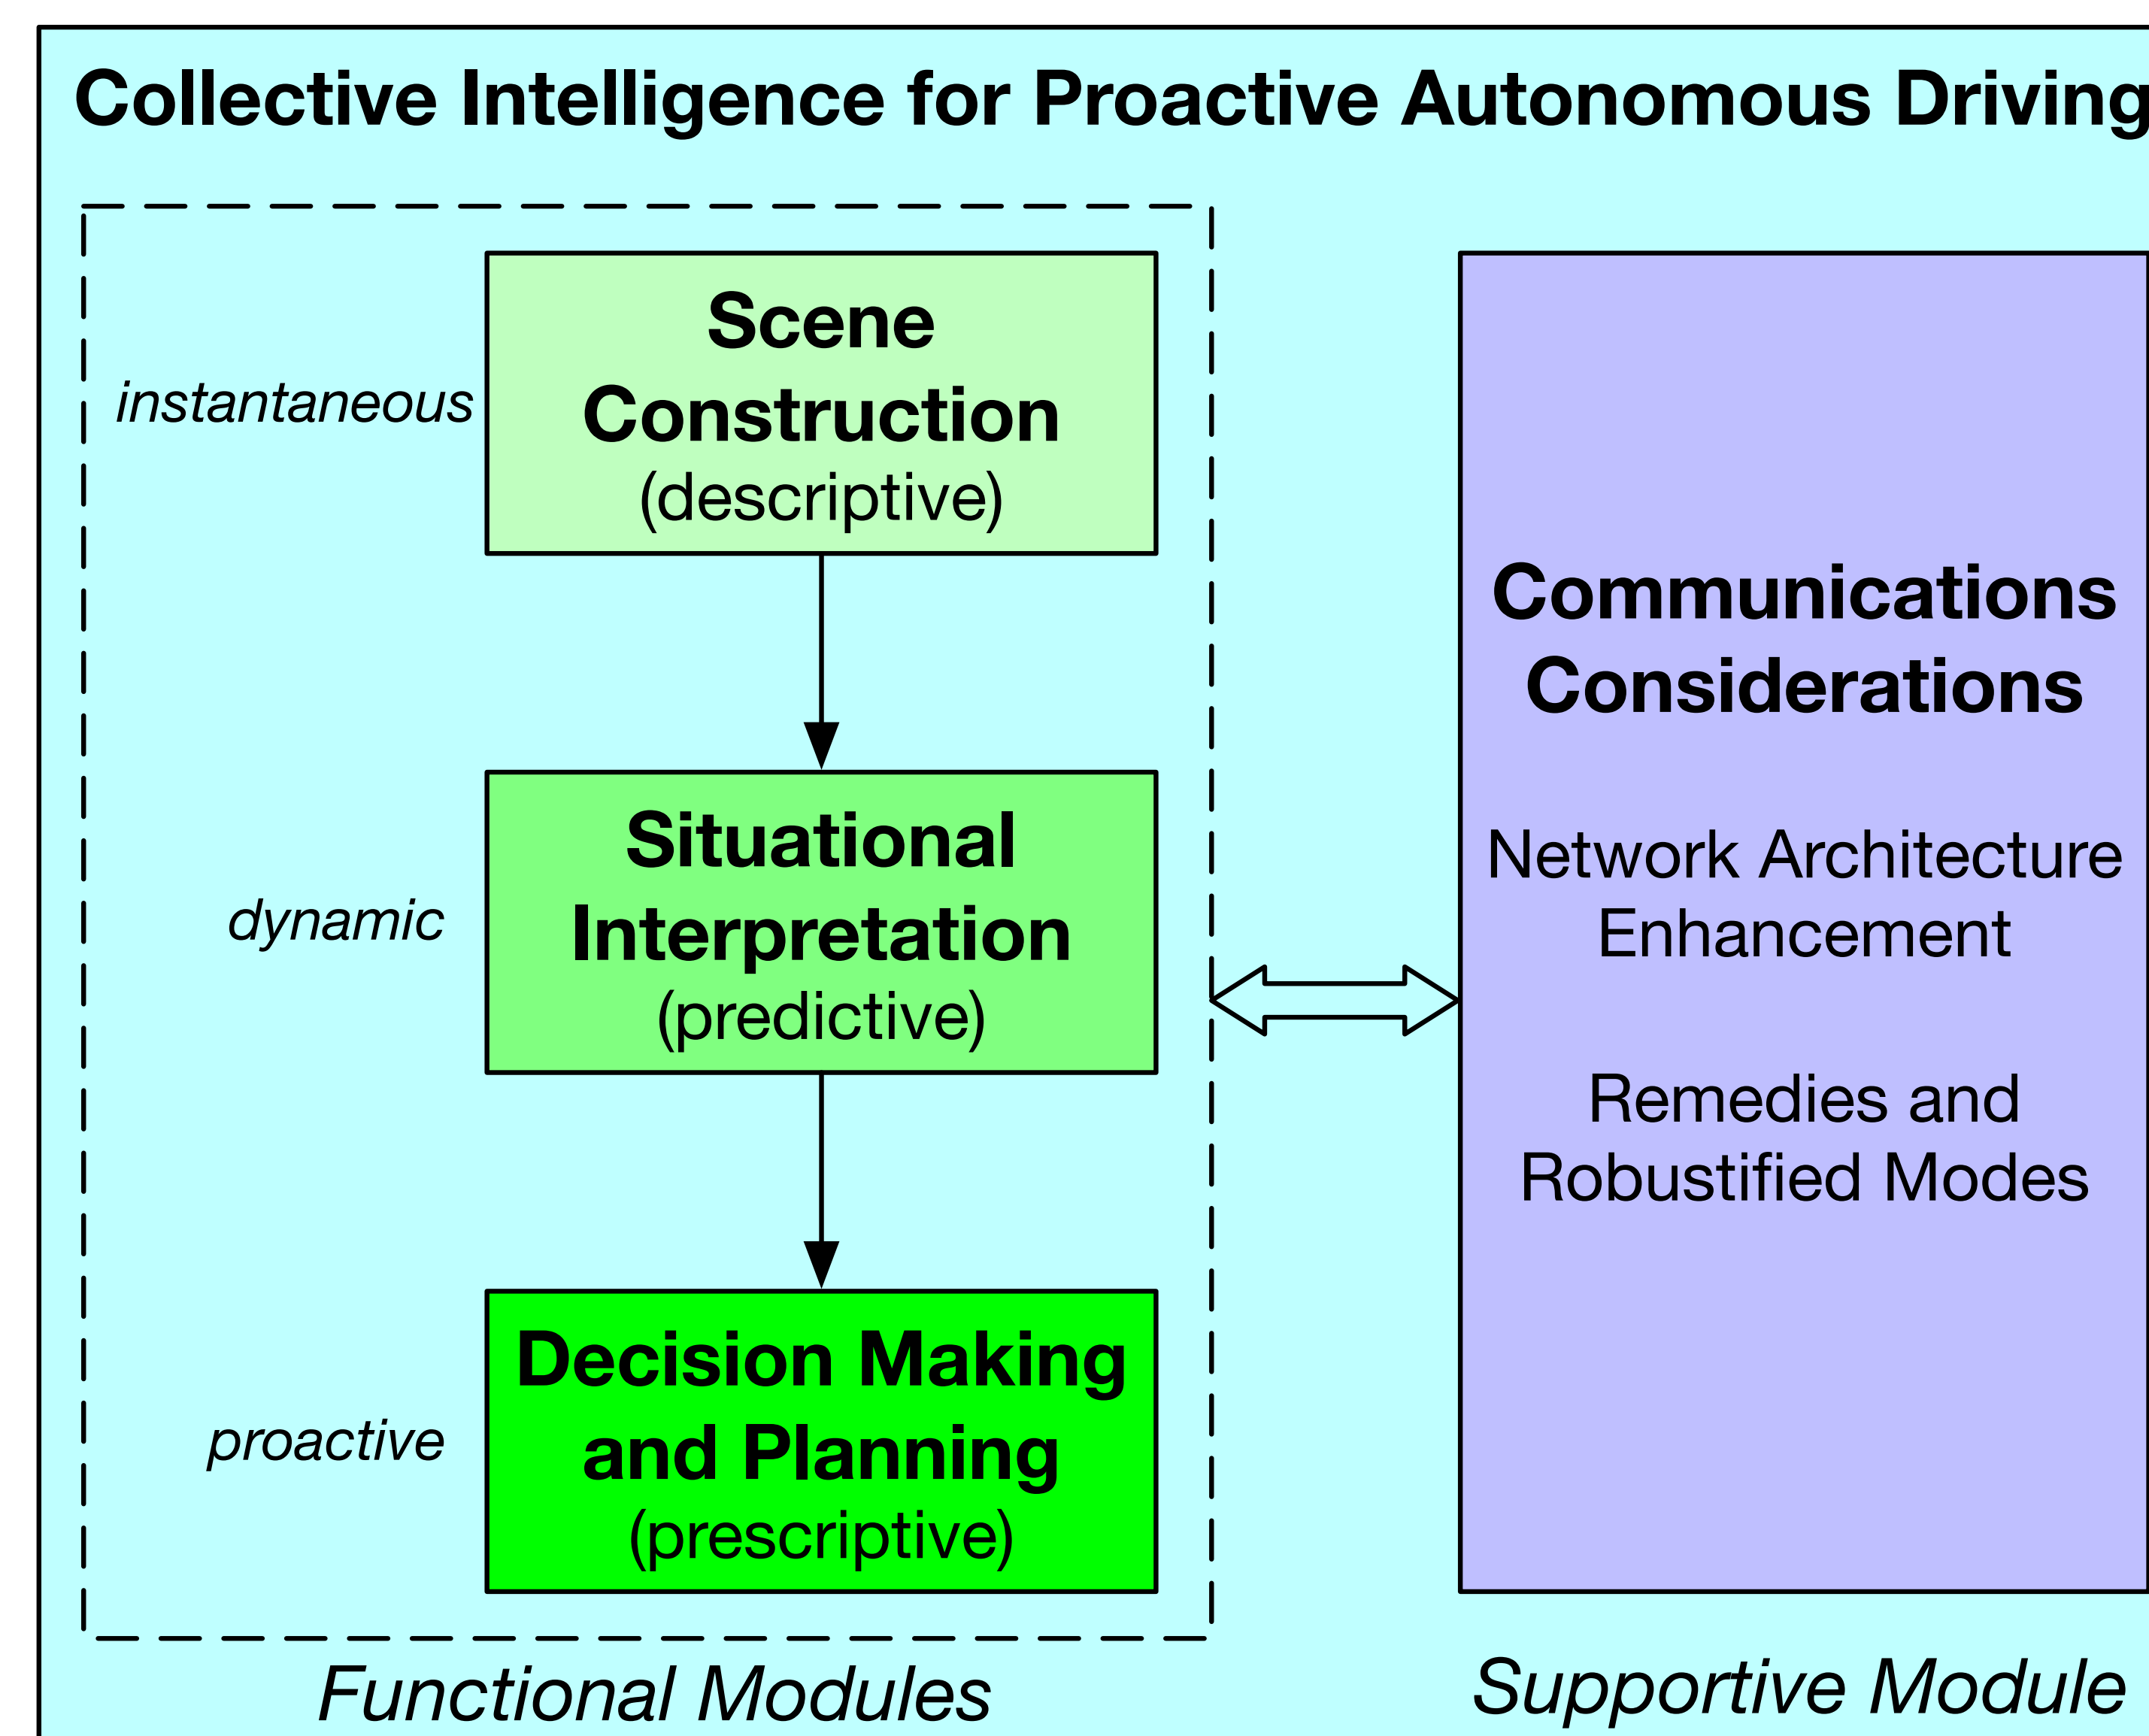 Collective Intelligence for Proactive Autonomous Driving
instantaneous
Scene
Construction
(descriptive)
dynamic
Situational
Interpretation
(predictive)
proactive
Decision Making
and Planning
(prescriptive)
Functional Modules
Communications
Considerations
Network Architecture
Enhancement
Remedies and
Robustified Modes
Supportive Module